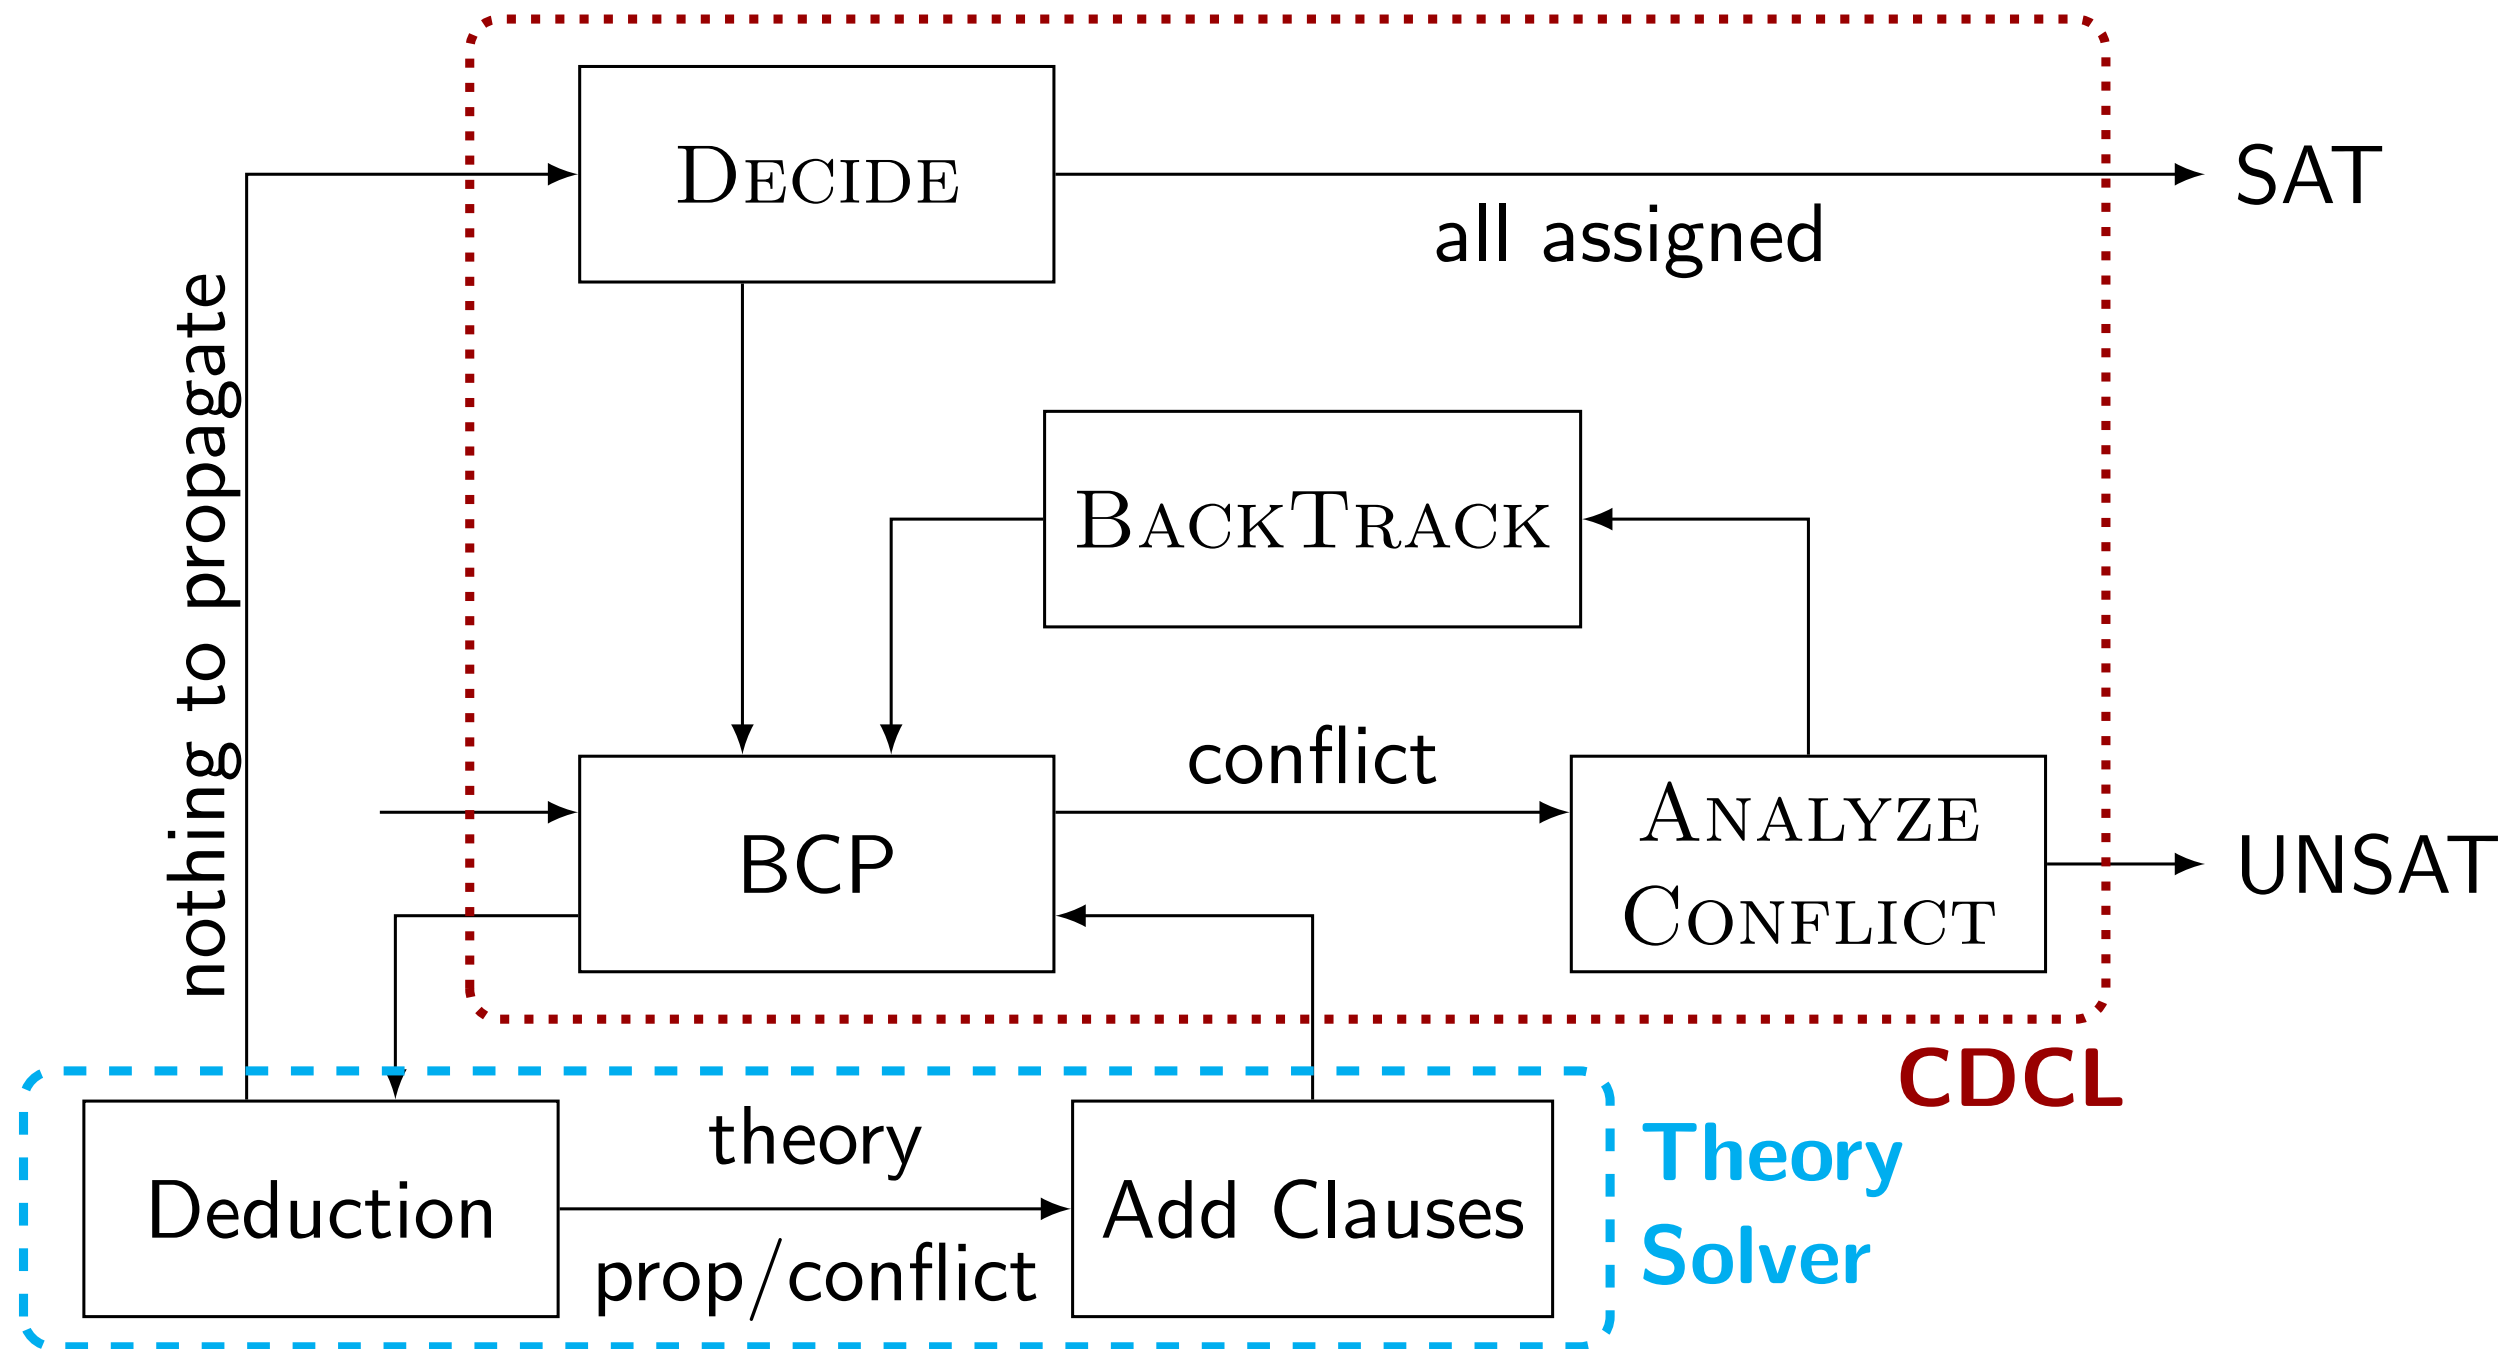 DECIDE
SAT
all assigned
nothing to propagate
BACKTRACK
conflict
BCP
ANALYZE
CONFLICT
UNSAT
CDCL
theory
prop/conflict
Deduction
Add Clauses
Theory
Solver